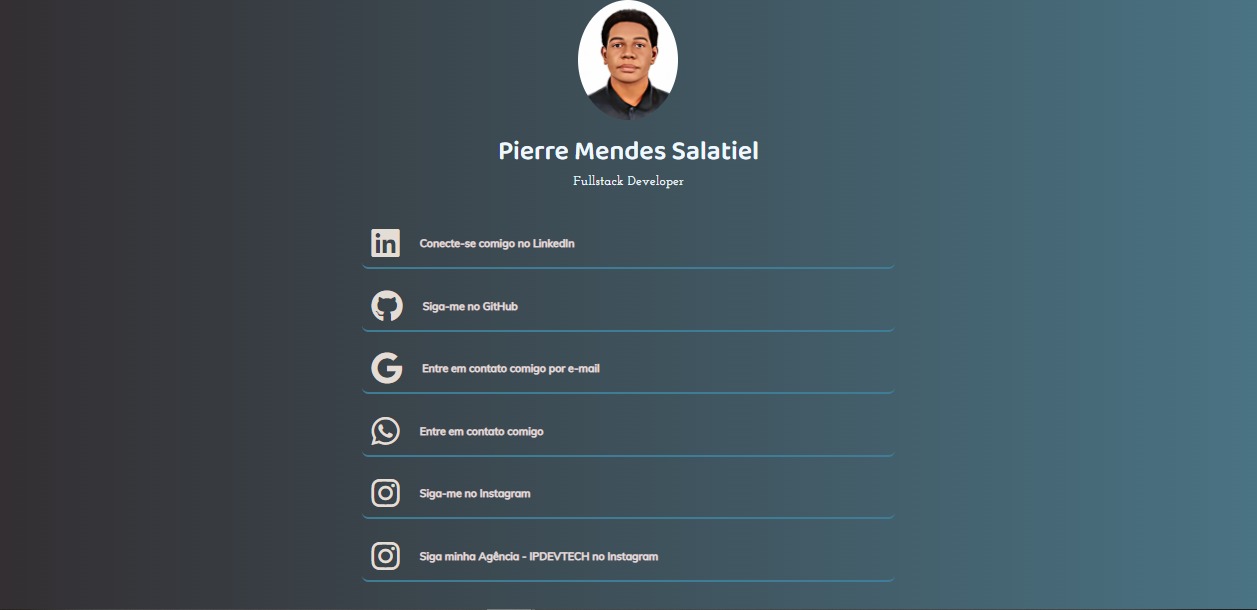 Pierre Mendes Salatiel
Fullstack Developer
in Conecte-se comigo no LinkedIn
Siga-me no GitHub
G Entre em contato comigo por e-mail
Entre em contato comigo
Siga-me no Instagram
Siga minha Agência - IPDEVTECH no Instagram